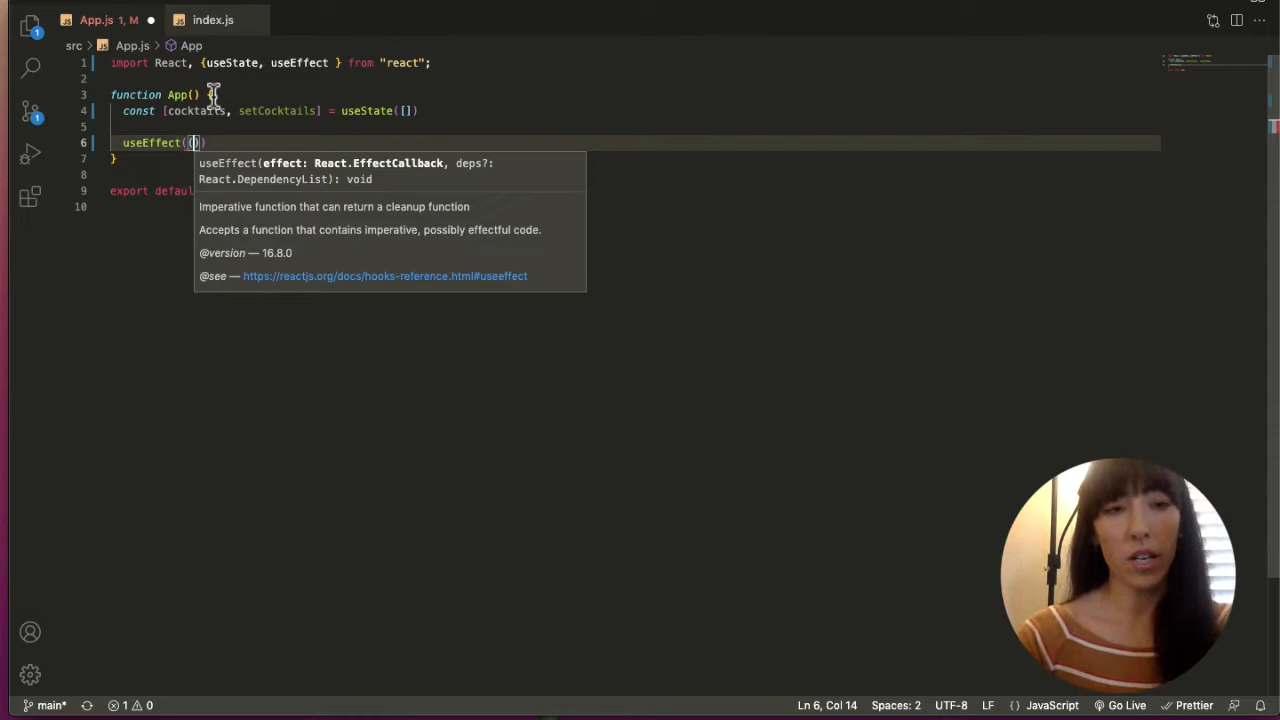 App.js 1, M
index.js
src App.js App
1 import React, {useState, useEffect } from "react";
2
3 function App() {
4 const [cocktails, setCocktails] = useState([])
5
6 useEffect(())
7 }
8
9 export defaul
10
useEffect(effect: React.EffectCallback, deps?:
React.DependencyList): void
Imperative function that can return a cleanup function
Accepts a function that contains imperative, possibly effectful code.
@version — 16.8.0
@see — https://reactjs.org/docs/hooks-reference.html#useeffect
1
1
main* 1 0 Ln 6, Col 14 Spaces: 2 UTF-8 LF {} JavaScript Go Live Prettier